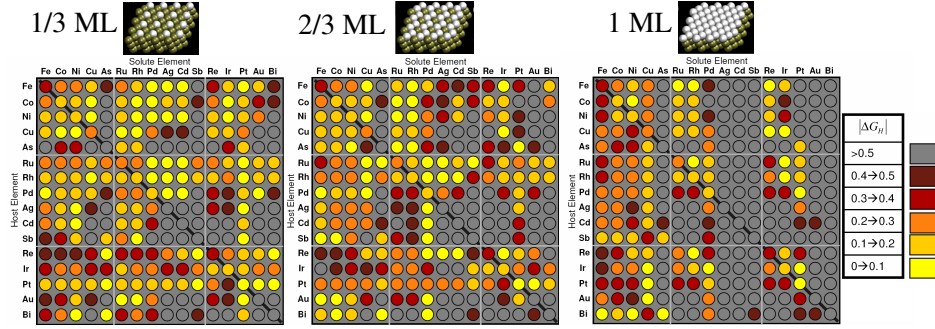 1/3 ML
2/3 ML
1 ML
Solute Element
Solute Element
Solute Element
Fe Co Ni Cu As Ru Rh Pd Ag Cd Sb Re Ir Pt Au Bi
Fe Co Ni Cu As Ru Rh Pd Ag Cd Sb Re Ir Pt Au Bi
Fe Co Ni Cu As Ru Rh Pd Ag Cd Sb Re Ir Pt Au Bi
Host Element
Fe
Co
Ni
Cu
As
Ru
Rh
Pd
Ag
Cd
Sb
Re
Ir
Pt
Au
Bi
Host Element
Fe
Co
Ni
Cu
As
Ru
Rh
Pd
Ag
Cd
Sb
Re
Ir
Pt
Au
Bi
Host Element
Fe
Co
Ni
Cu
As
Ru
Rh
Pd
Ag
Cd
Sb
Re
Ir
Pt
Au
Bi
|ΔG_H|
>0.5
0.4→0.5
0.3→0.4
0.2→0.3
0.1→0.2
0→0.1